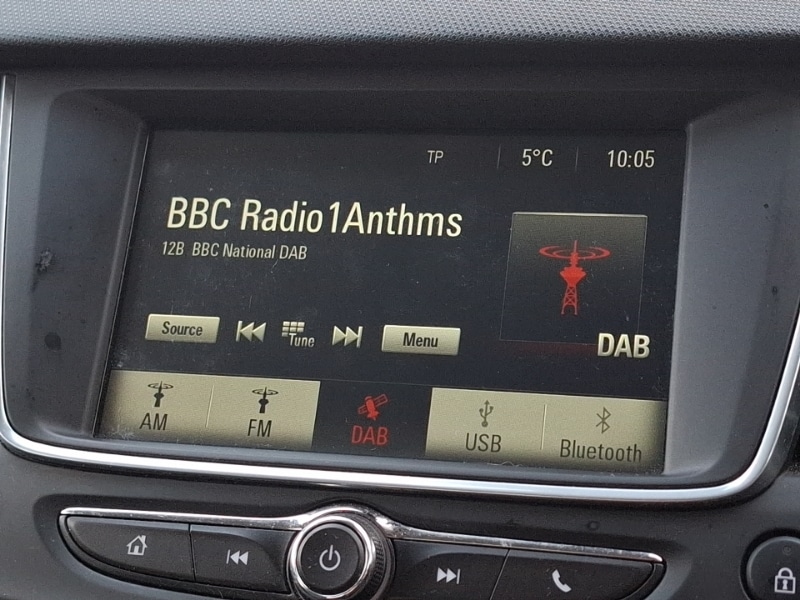 TP 5°C 10:05
BBC Radio1Anthms
12B BBC National DAB
DAB
Source Tune Menu
AM FM DAB USB Bluetooth